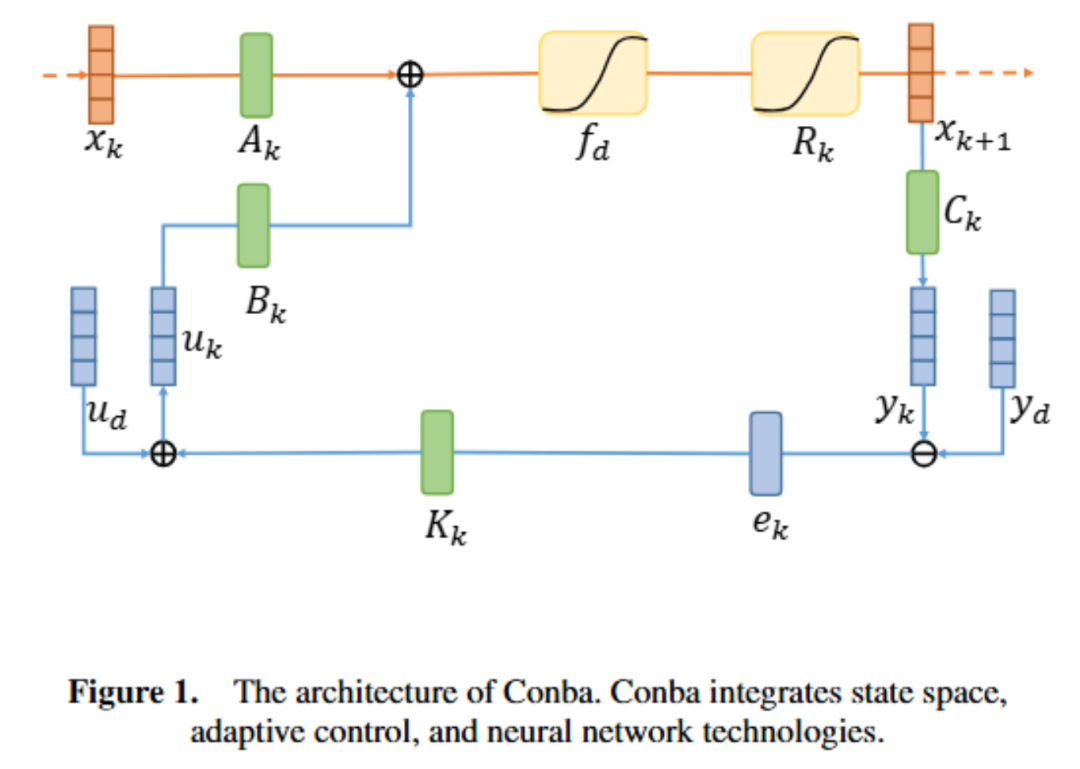 x_k
A_k
f_d
R_k
x_{k+1}
C_k
B_k
u_k
u_d
y_k
y_d
K_k
e_k
Figure 1. The architecture of Conba. Conba integrates state space,
adaptive control, and neural network technologies.